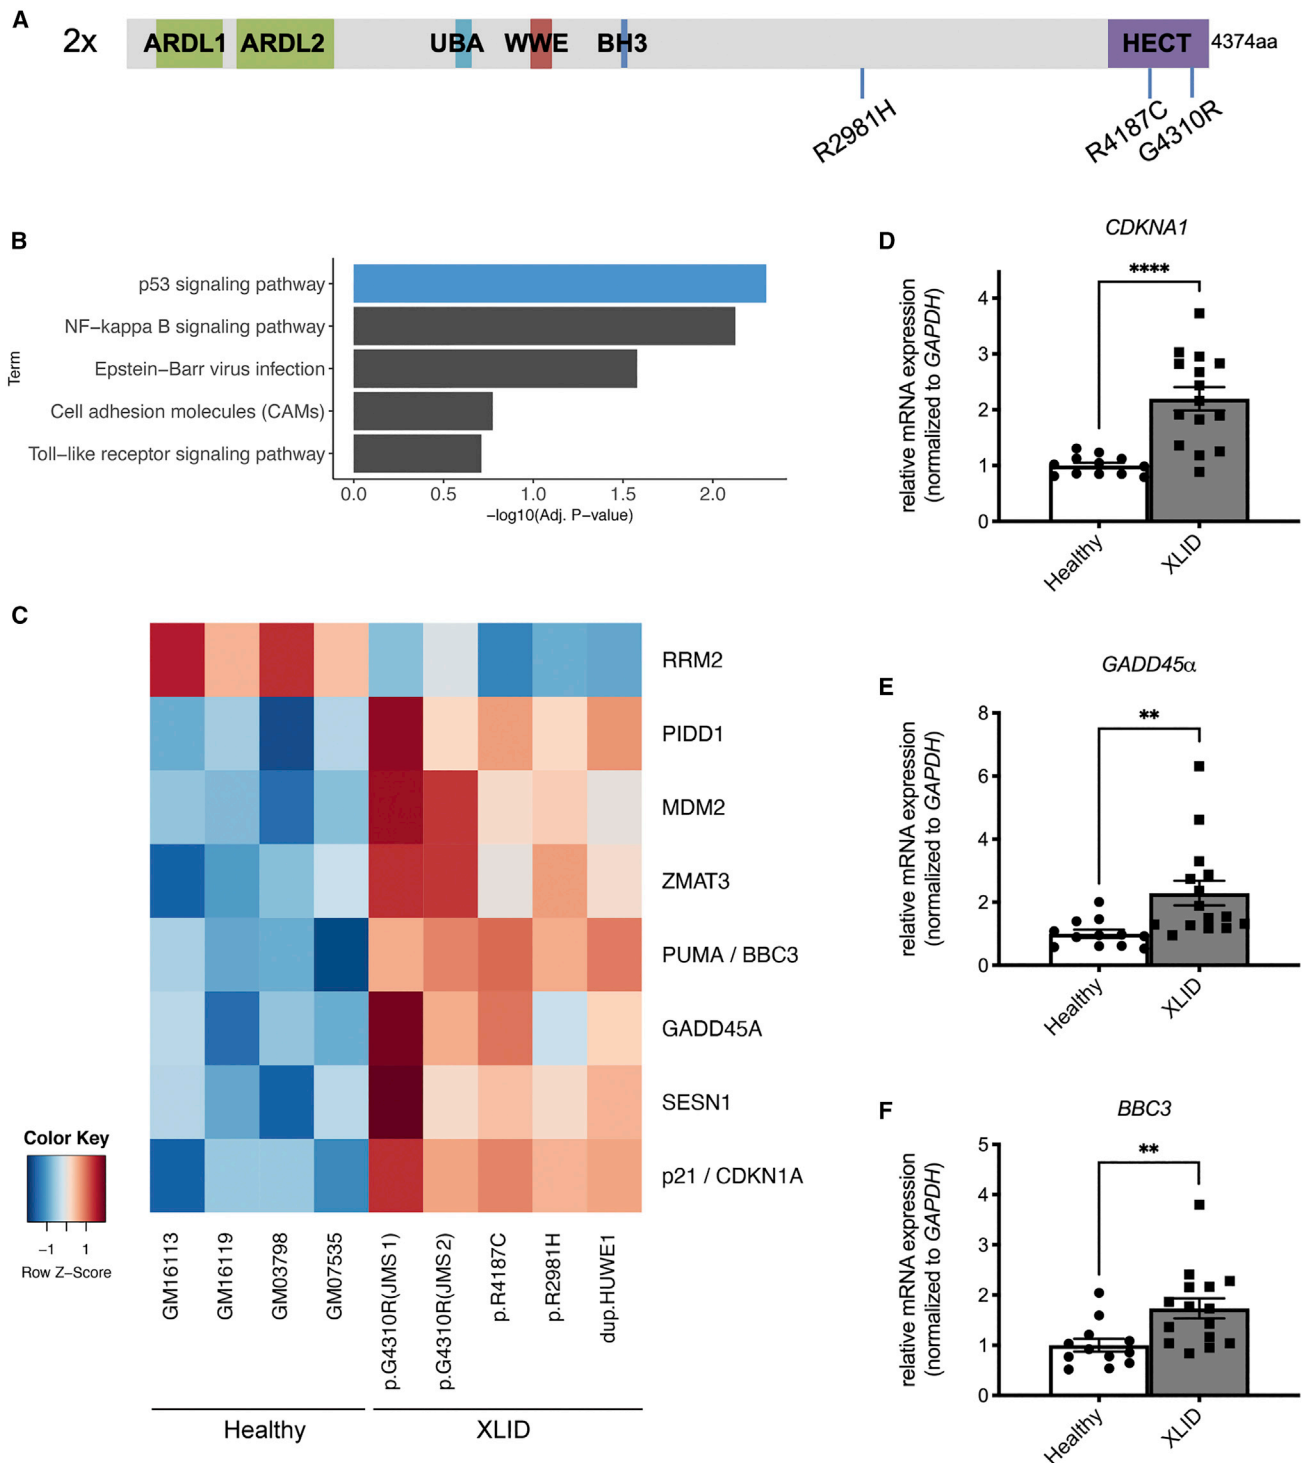 A
2x
ARDL1 ARDL2 UBA WWE BH3 HECT 4374aa
R2981H
R4187C
G4310R
B
Term
p53 signaling pathway
NF−kappa B signaling pathway
Epstein−Barr virus infection
Cell adhesion molecules (CAMs)
Toll−like receptor signaling pathway
0.0 0.5 1.0 1.5 2.0
−log10(Adj. P−value)
C
RRM2
PIDD1
MDM2
ZMAT3
PUMA / BBC3
GADD45A
SESN1
p21 / CDKN1A
Color Key
−1 1
Row Z−Score
GM16113
GM16119
GM03798
GM07535
p.G4310R(JMS 1)
p.G4310R(JMS 2)
p.R4187C
p.R2981H
dup.HUWE1
Healthy
XLID
D
CDKNA1
****
relative mRNA expression
(normalized to GAPDH)
4
3
2
1
0
Healthy
XLID
E
GADD45α
**
relative mRNA expression
(normalized to GAPDH)
8
6
4
2
0
Healthy
XLID
F
BBC3
**
relative mRNA expression
(normalized to GAPDH)
5
4
3
2
1
0
Healthy
XLID